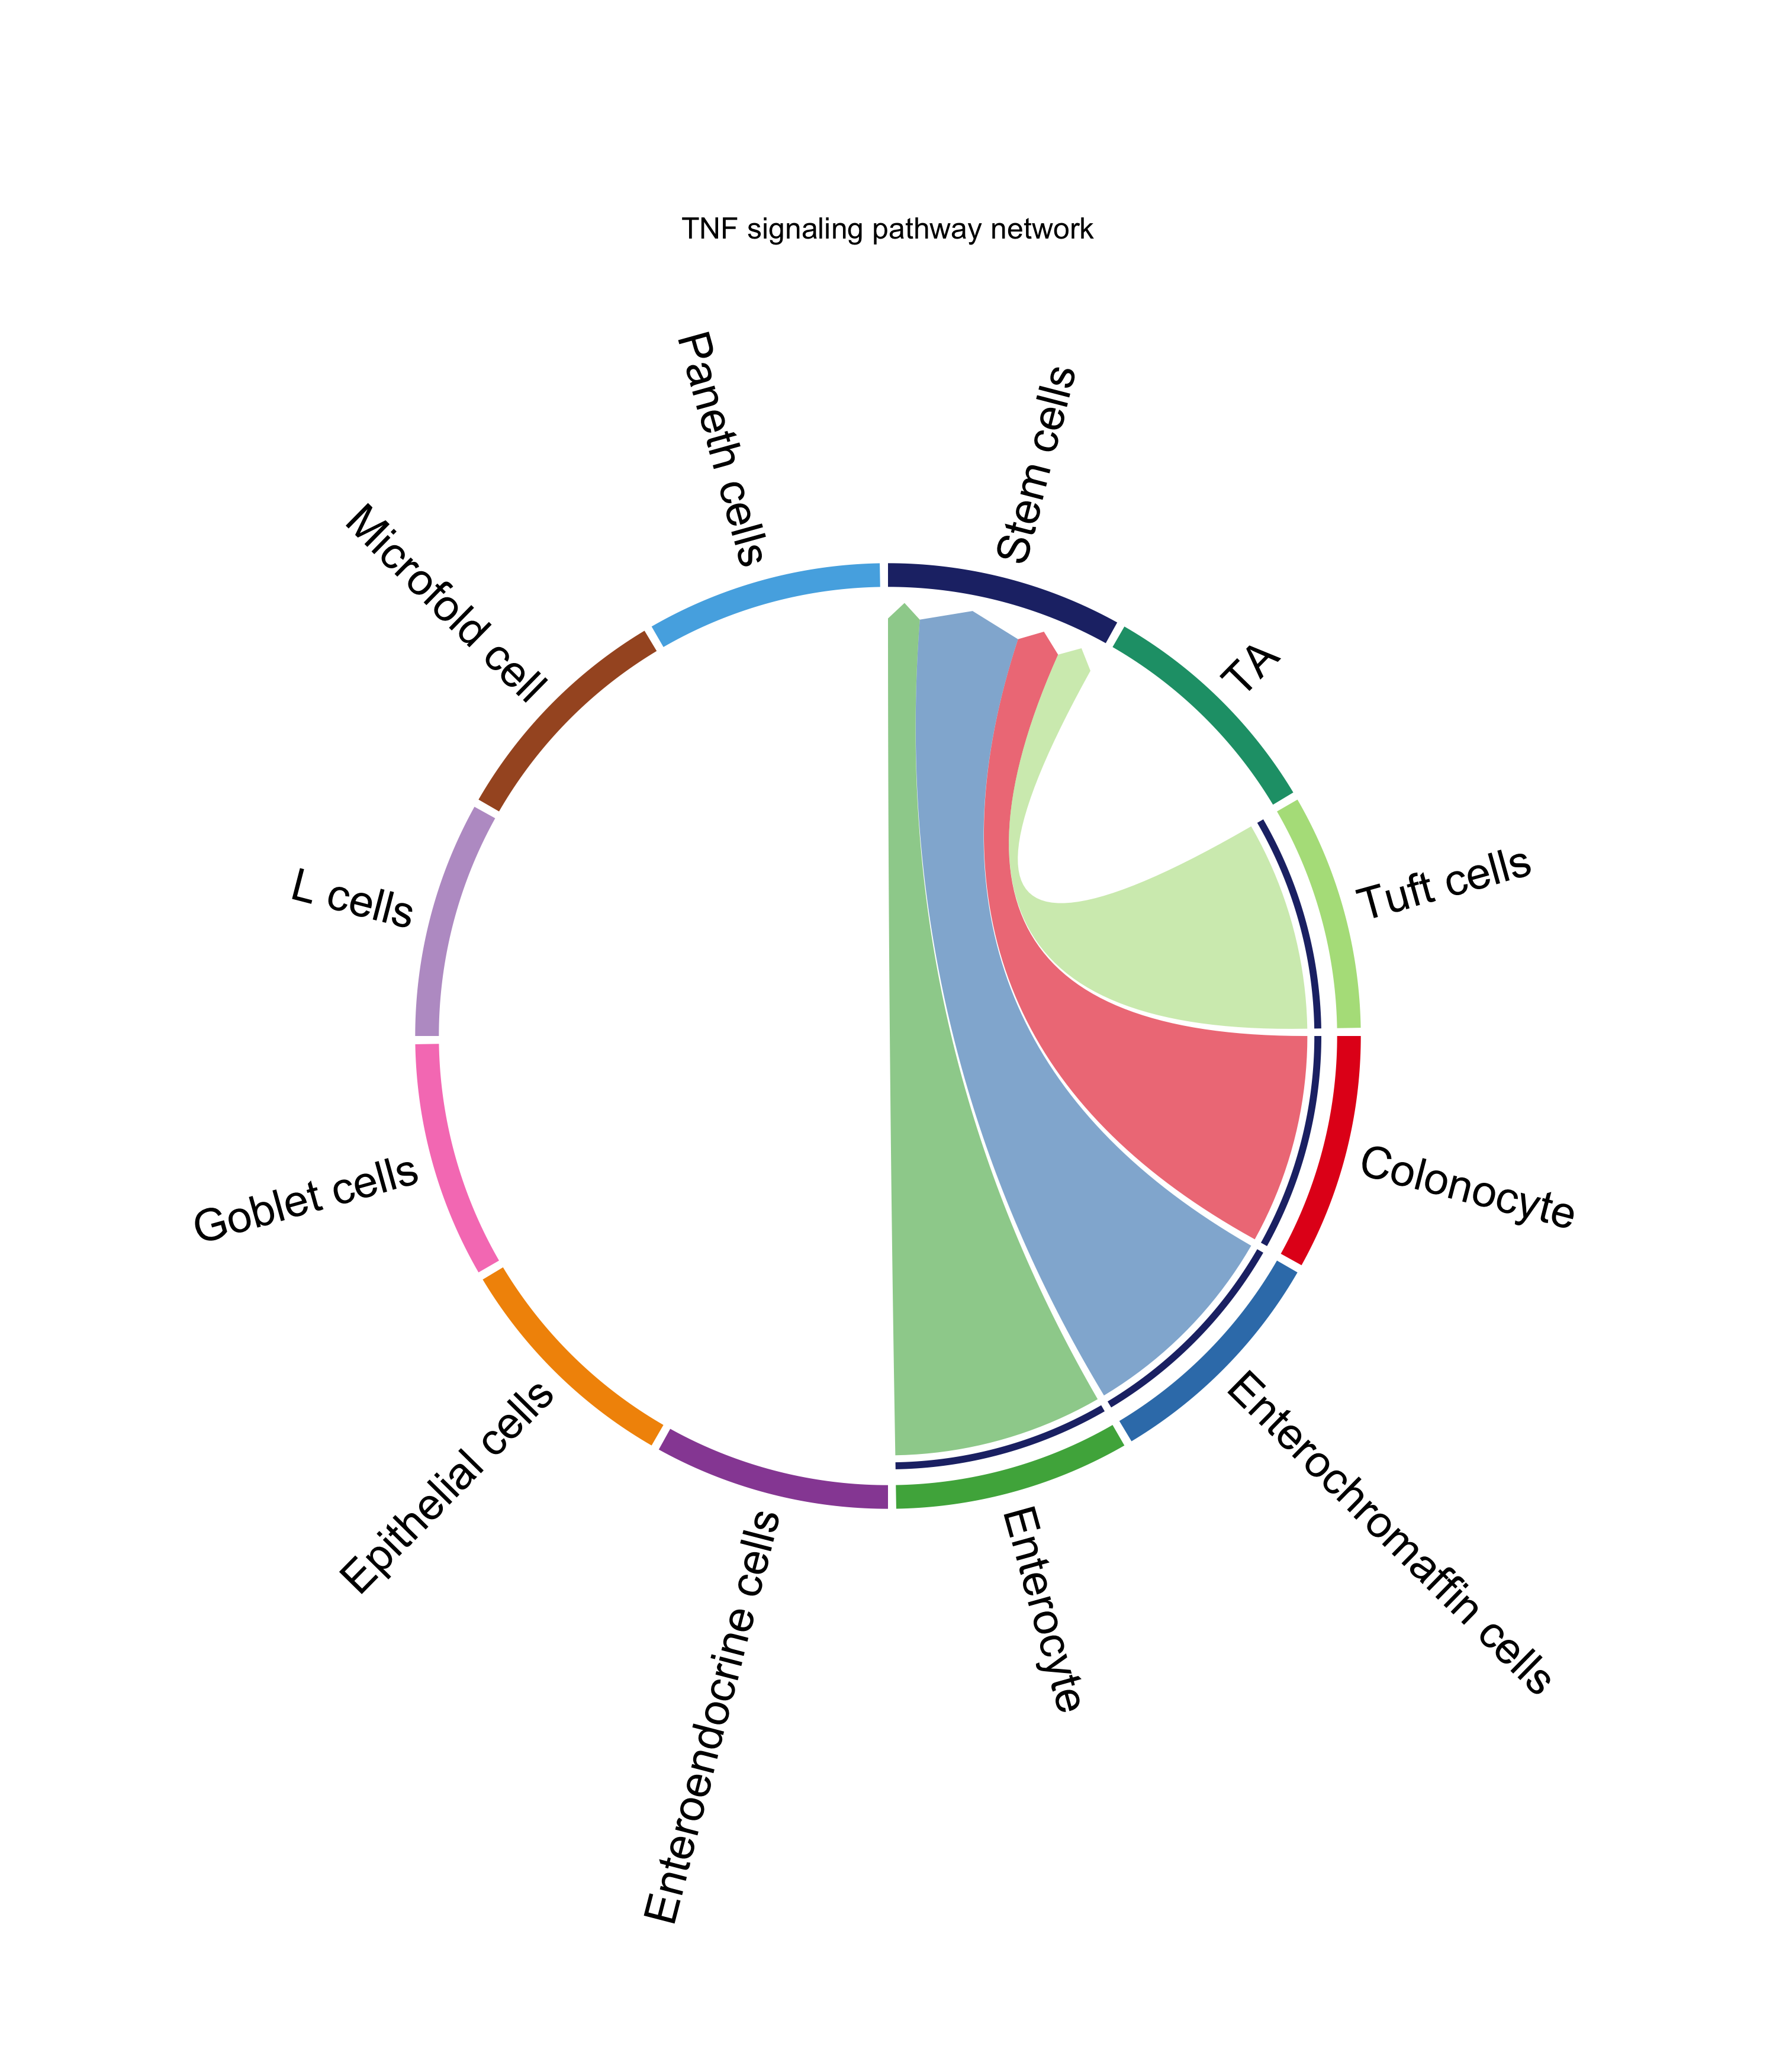 TNF signaling pathway network
Paneth cells
Stem cells
Microfold cell
TA
L cells
Tuft cells
Goblet cells
Colonocyte
Epithelial cells
Enterochromaffin cells
Enteroendocrine cells
Enterocyte